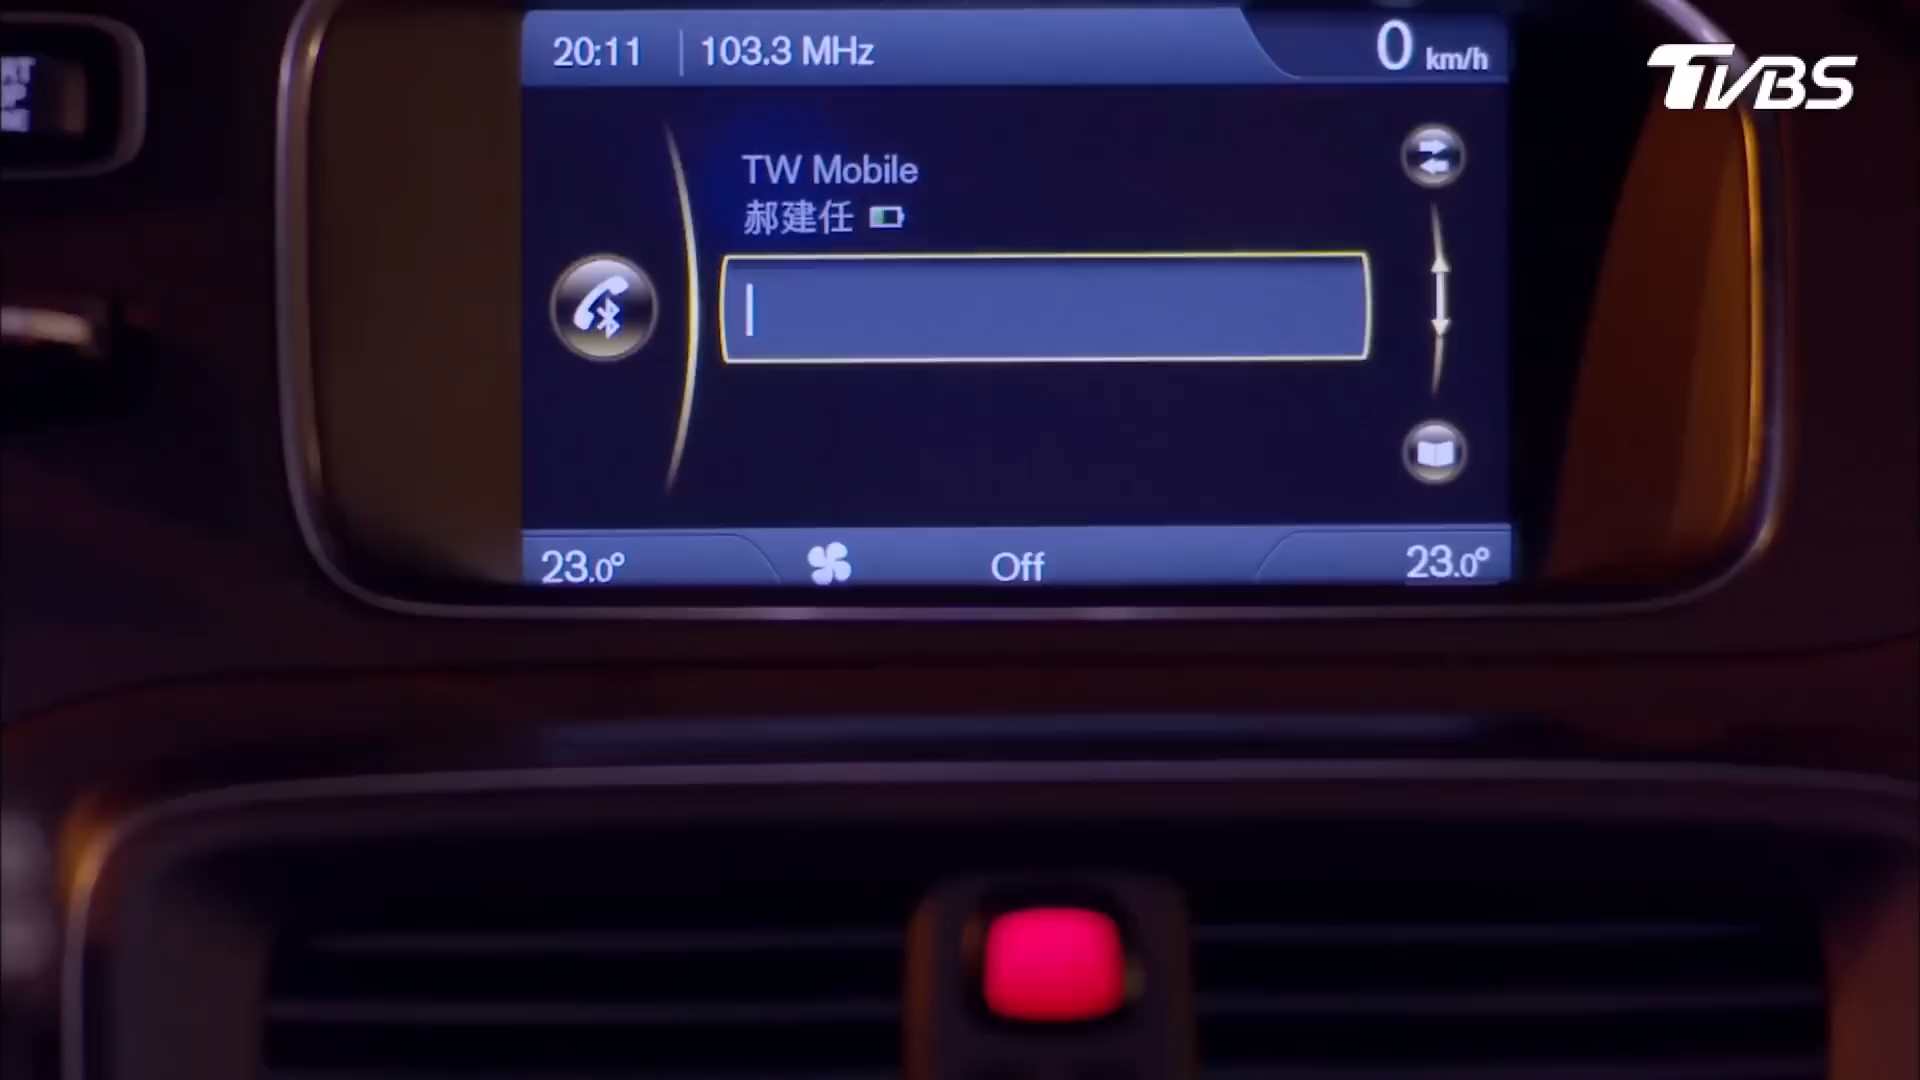 20:11
103.3 MHz
0 km/h
TVBS
TW Mobile
郝建任
23.0°
Off
23.0°